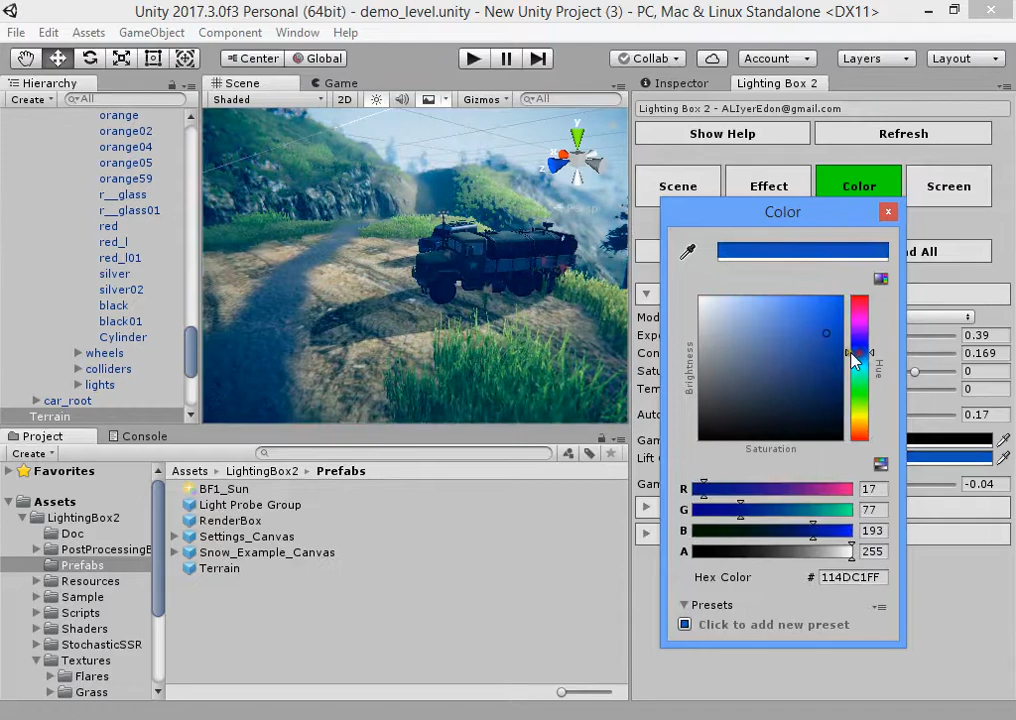 Unity 2017.3.0f3 Personal (64bit) - demo_level.unity - New Unity Project (3) - PC, Mac & Linux Standalone <DX11>
File Edit Assets GameObject Component Window Help
Center Global Collab Account Layers Layout
Hierarchy
Create All
orange
orange02
orange04
orange05
orange59
r__glass
r__glass01
red
red_l
red_l01
silver
silver02
black
black01
Cylinder
wheels
colliders
lights
car_root
Terrain
Scene Game
Shaded 2D Gizmos All
y
x
z
Persp
Inspector Lighting Box 2
Lighting Box 2 - ALIyerEdon@gmail.com
Show Help Refresh
Scene Effect Color Screen
All
0.39
0.169
0
0
0.17
-0.04
Color
Brightness
Hue
Saturation
R 17
G 77
B 193
A 255
Hex Color # 114DC1FF
Presets
Click to add new preset
Project Console
Create
Favorites
Assets
LightingBox2
Doc
PostProcessingB
Prefabs
Resources
Sample
Scripts
Shaders
StochasticSSR
Textures
Flares
Grass
Assets LightingBox2 Prefabs
BF1_Sun
Light Probe Group
RenderBox
Settings_Canvas
Snow_Example_Canvas
Terrain